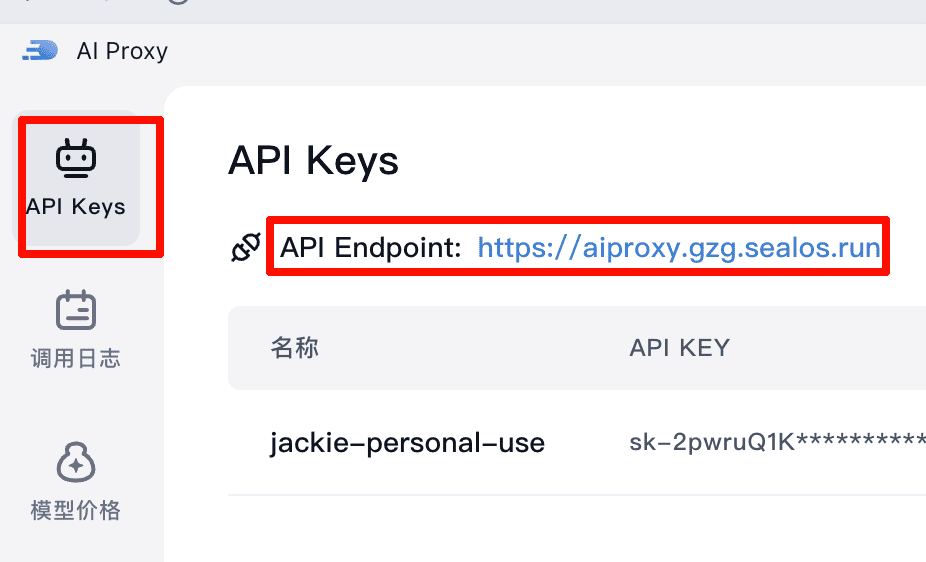 AI Proxy
API Keys
API Keys
API Endpoint: https://aiproxy.gzg.sealos.run
名称 API KEY
调用日志
jackie-personal-use sk-2pwruQ1K**********
模型价格